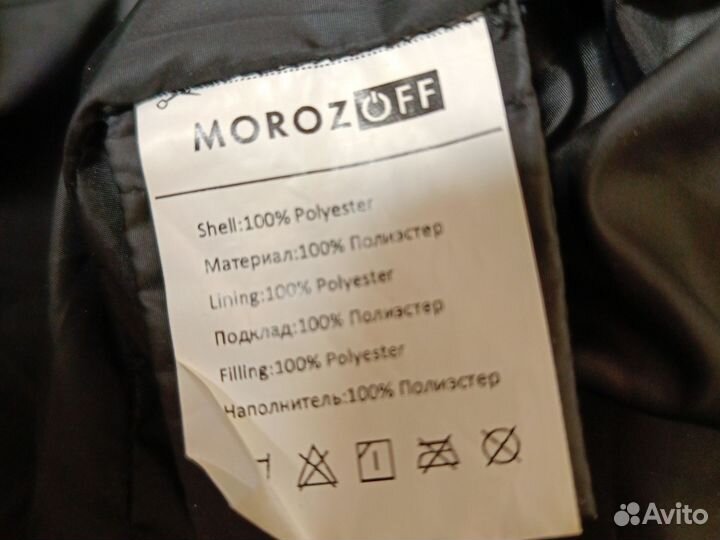 MOROZOFF
Shell:100% Polyester
Материал:100% Полиэстер
Lining:100% Polyester
Подклад:100% Полиэстер
Filling:100% Polyester
Наполнитель:100% Полиэстер
Avito